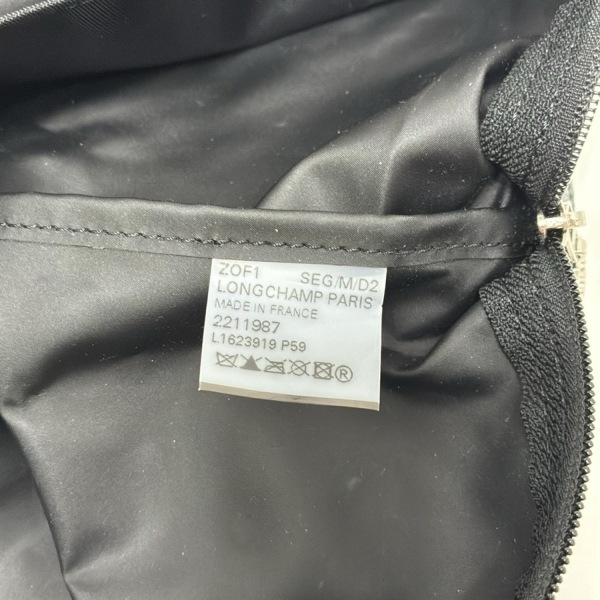 ZOF1 SEG/M/D2
LONGCHAMP PARIS
MADE IN FRANCE
2211987
L1623919 P59
®